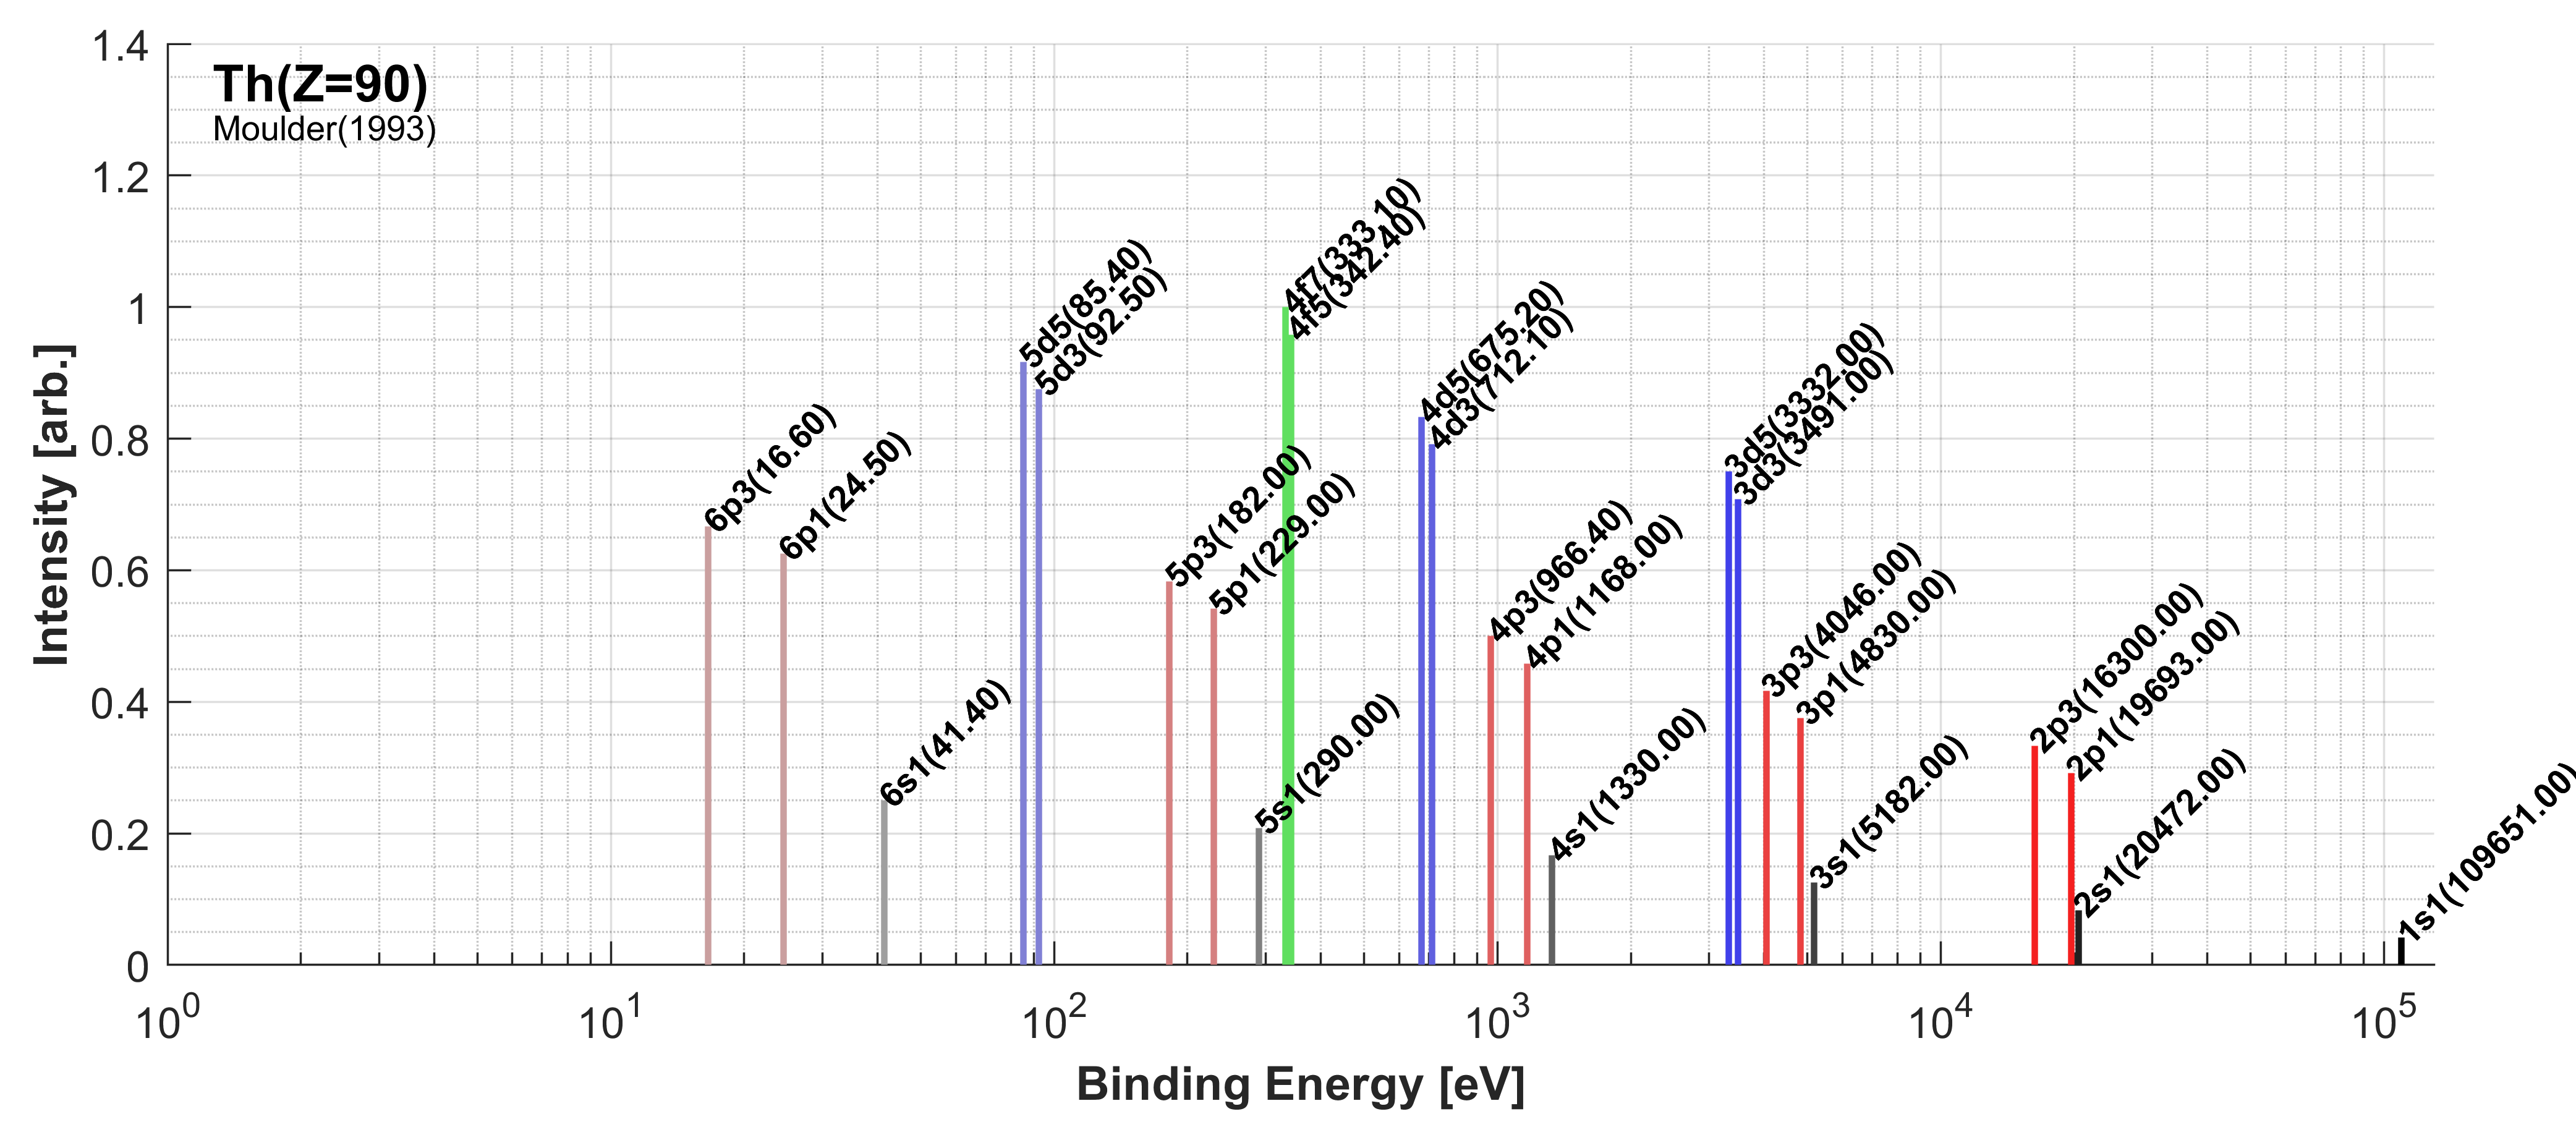 Th(Z=90)
Moulder(1993)
Intensity [arb.]
1.4
1.2
1
0.8
0.6
0.4
0.2
0
6p3(16.60)
6p1(24.50)
6s1(41.40)
5d5(85.40)
5d3(92.50)
5p3(182.00)
5p1(229.00)
5s1(290.00)
4f7(333.10)
4f5(342.40)
4d5(675.20)
4d3(712.10)
4p3(966.40)
4p1(1168.00)
4s1(1330.00)
3d5(3332.00)
3d3(3491.00)
3p3(4046.00)
3p1(4830.00)
3s1(5182.00)
2p3(16300.00)
2p1(19693.00)
2s1(20472.00)
1s1(109651.00)
10^0 10^1 10^2 10^3 10^4 10^5
Binding Energy [eV]